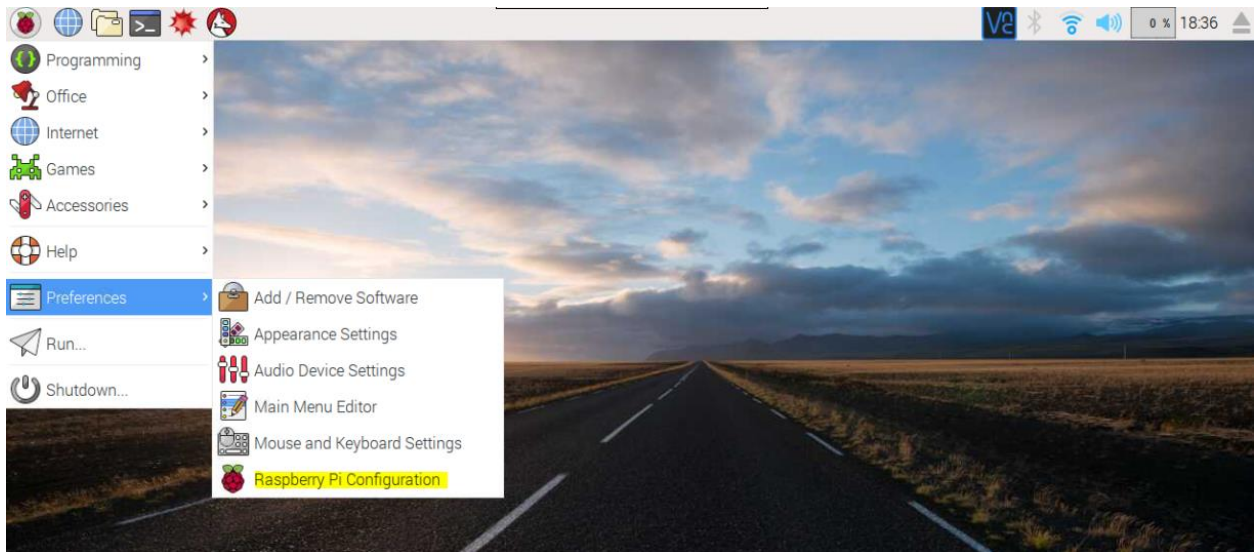 0 % 18:36
Programming
Office
Internet
Games
Accessories
Help
Preferences
Run...
Shutdown...
Add / Remove Software
Appearance Settings
Audio Device Settings
Main Menu Editor
Mouse and Keyboard Settings
Raspberry Pi Configuration